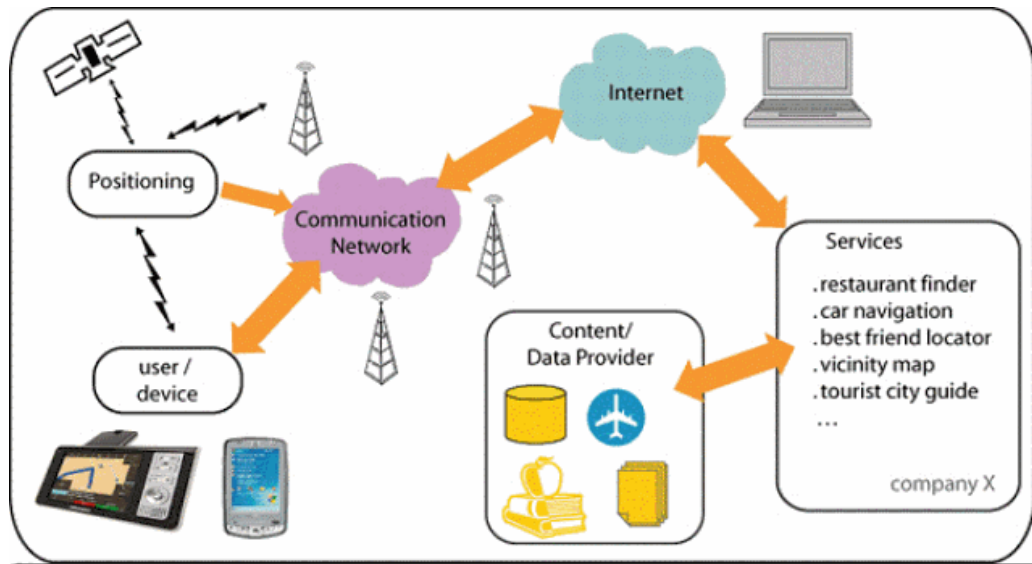 Internet
Positioning
Communication
Network
Services
.restaurant finder
.car navigation
.best friend locator
.vicinity map
.tourist city guide
...
company X
Content/
Data Provider
user /
device